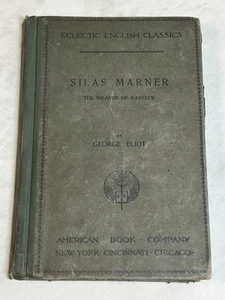 ECLECTIC ENGLISH CLASSICS
SILAS MARNER
THE WEAVER OF RAVELOE
BY
GEORGE ELIOT
AMERICAN · BOOK · COMPANY
NEW YORK · CINCINNATI · CHICAGO